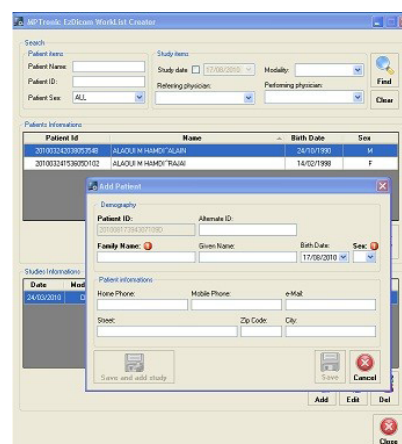 MPTronic EzDicom WorkList Creator
Search
Patient items
Study items
Patient Name:
Study date 17/08/2010
Modality:
Find
Patient ID:
Referring physician:
Performing physician:
Patient Sex: ALL
Clear
Patients Informations
Patient Id Name Birth Date Sex
ALAOUI M HAMDI^ALAIN 24/10/1990 M
ALAOUI M HAMDI^RAJAI 14/02/1998 F
Add Patient
Demography
Patient ID:
Alternate ID:
Family Name:
Given Name:
Birth Date:
Sex:
17/08/2010
Patient informations
Home Phone:
Mobile Phone:
e-Mail:
Street:
Zip Code:
City:
Save and add study
Save
Cancel
Studies Informations
Date
24/03/2010
Add
Edit
Del
Close